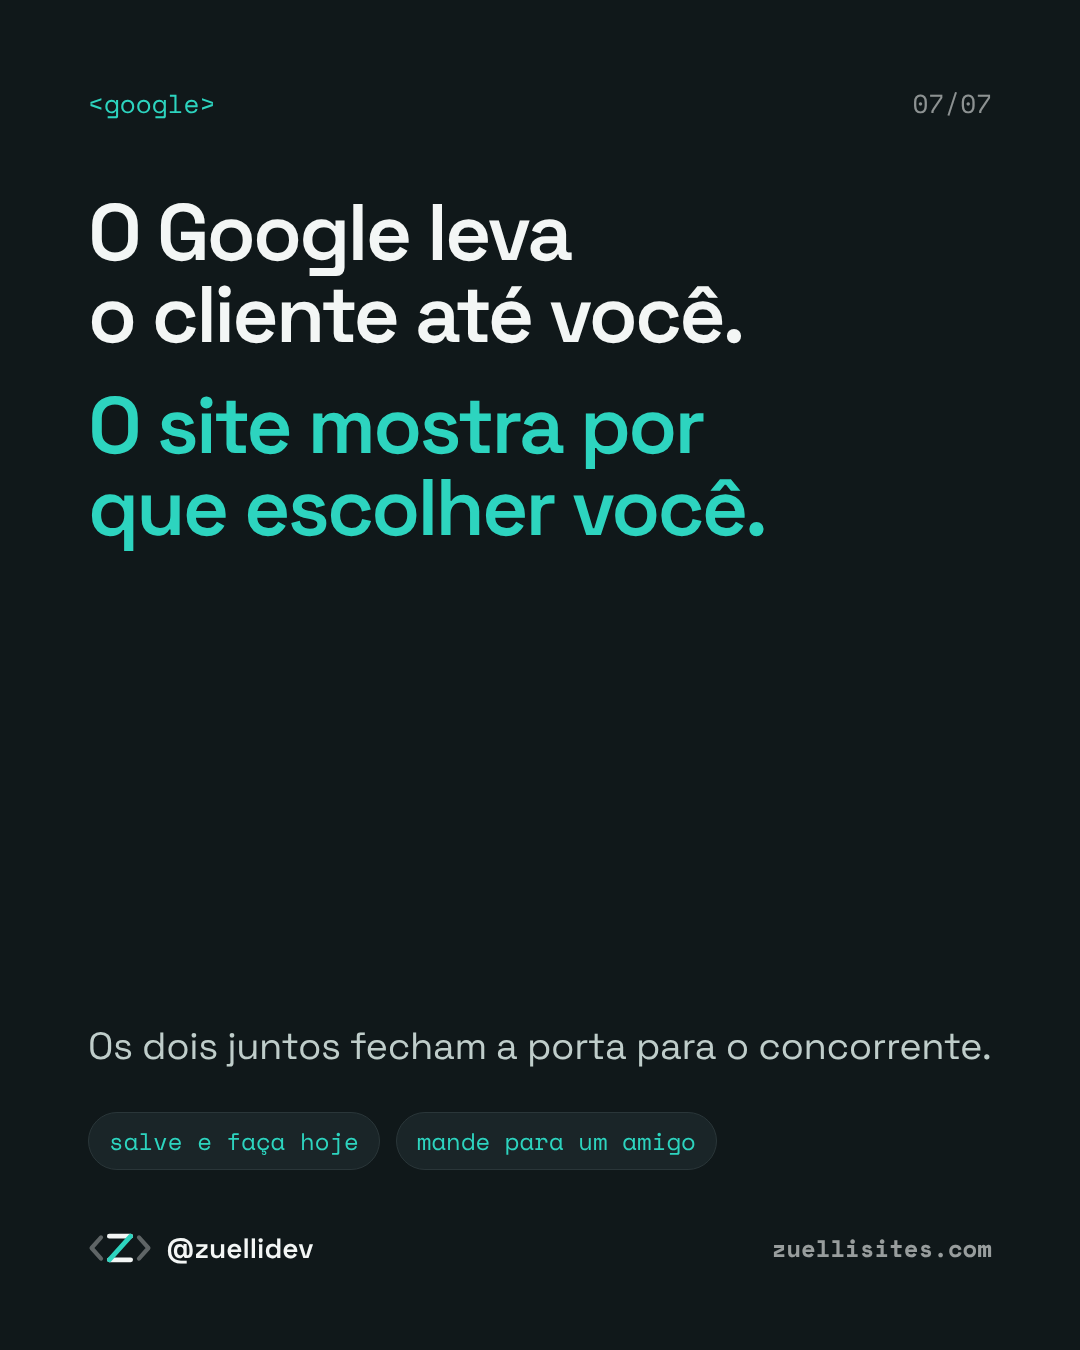 <google>
07/07
O Google leva
o cliente até você.
O site mostra por
que escolher você.
Os dois juntos fecham a porta para o concorrente.
salve e faça hoje
mande para um amigo
<Z> @zuellidev
zuellisites.com